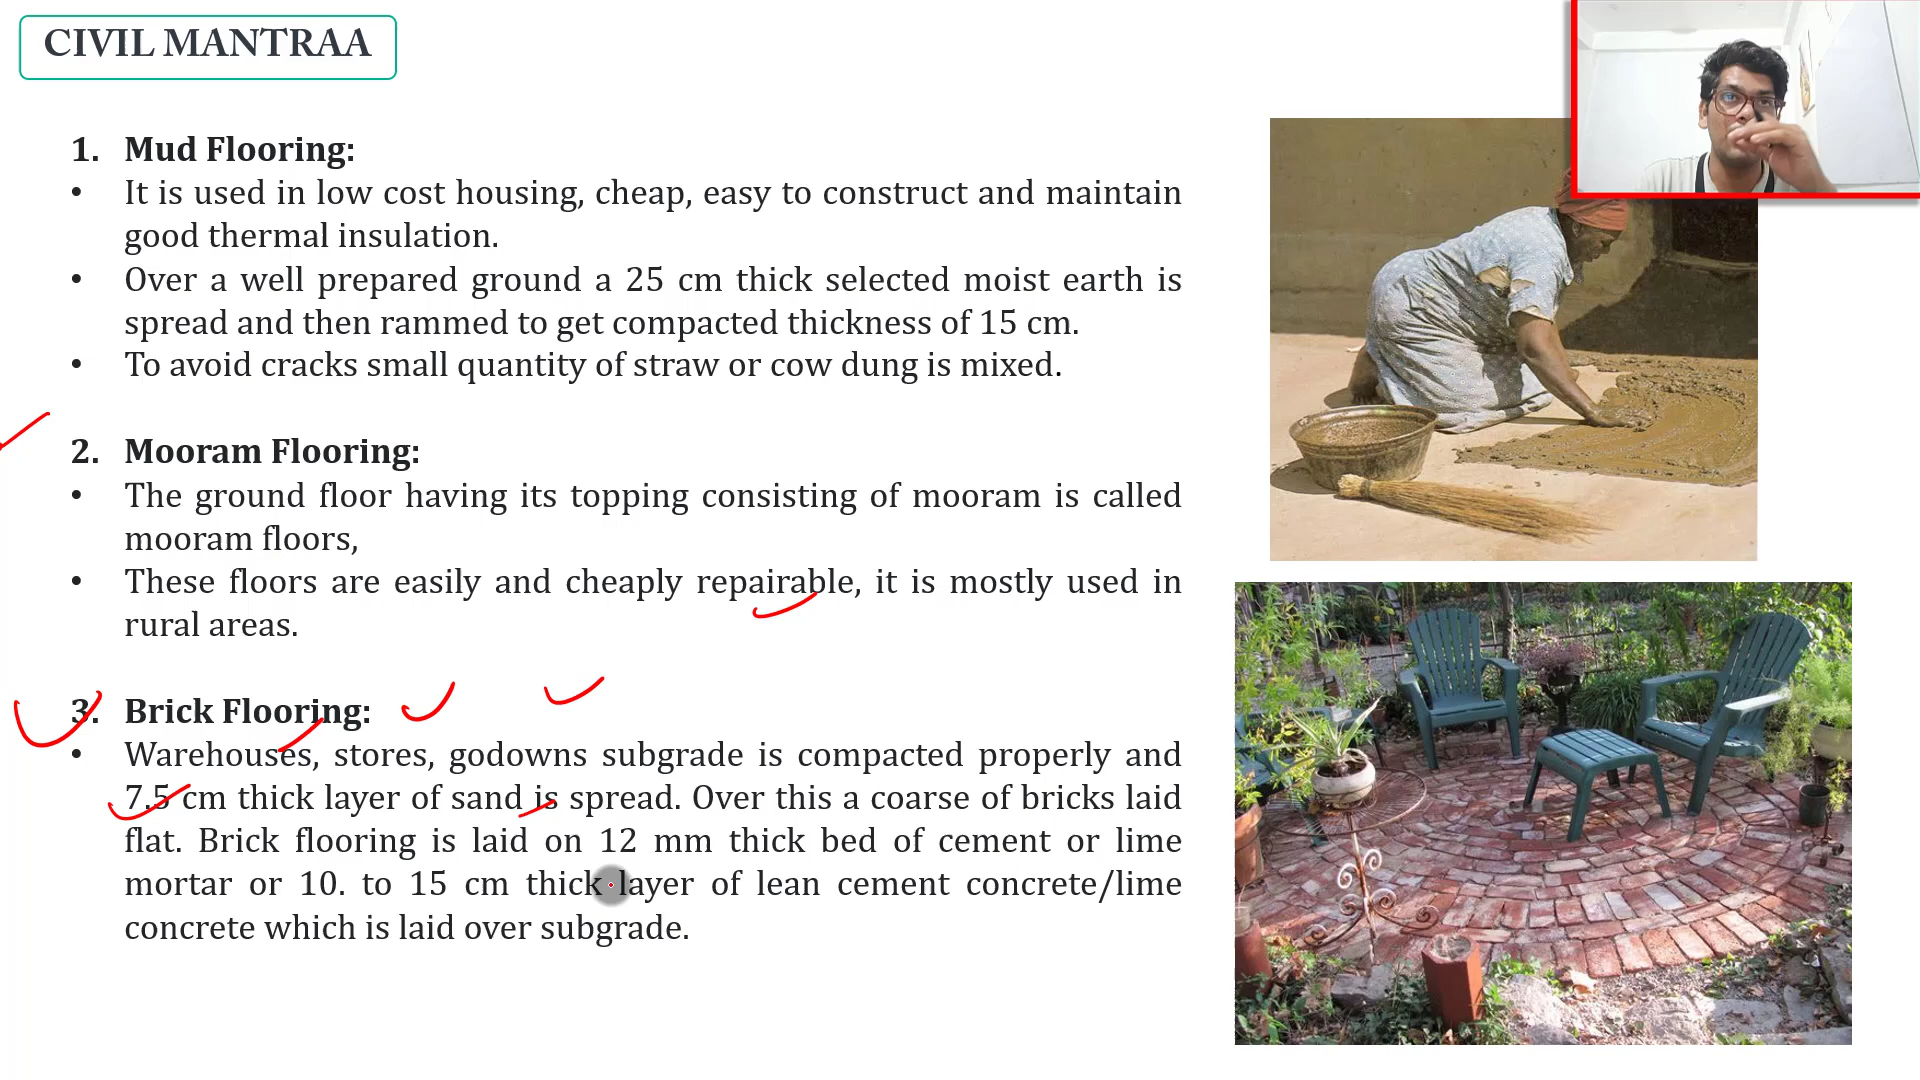 CIVIL MANTRAA
1. Mud Flooring:
• It is used in low cost housing, cheap, easy to construct and maintain
good thermal insulation.
• Over a well prepared ground a 25 cm thick selected moist earth is
spread and then rammed to get compacted thickness of 15 cm.
• To avoid cracks small quantity of straw or cow dung is mixed.
2. Mooram Flooring:
• The ground floor having its topping consisting of mooram is called
mooram floors,
• These floors are easily and cheaply repairable, it is mostly used in
rural areas.
3. Brick Flooring:
• Warehouses, stores, godowns subgrade is compacted properly and
7.5 cm thick layer of sand is spread. Over this a coarse of bricks laid
flat. Brick flooring is laid on 12 mm thick bed of cement or lime
mortar or 10. to 15 cm thick layer of lean cement concrete/lime
concrete which is laid over subgrade.